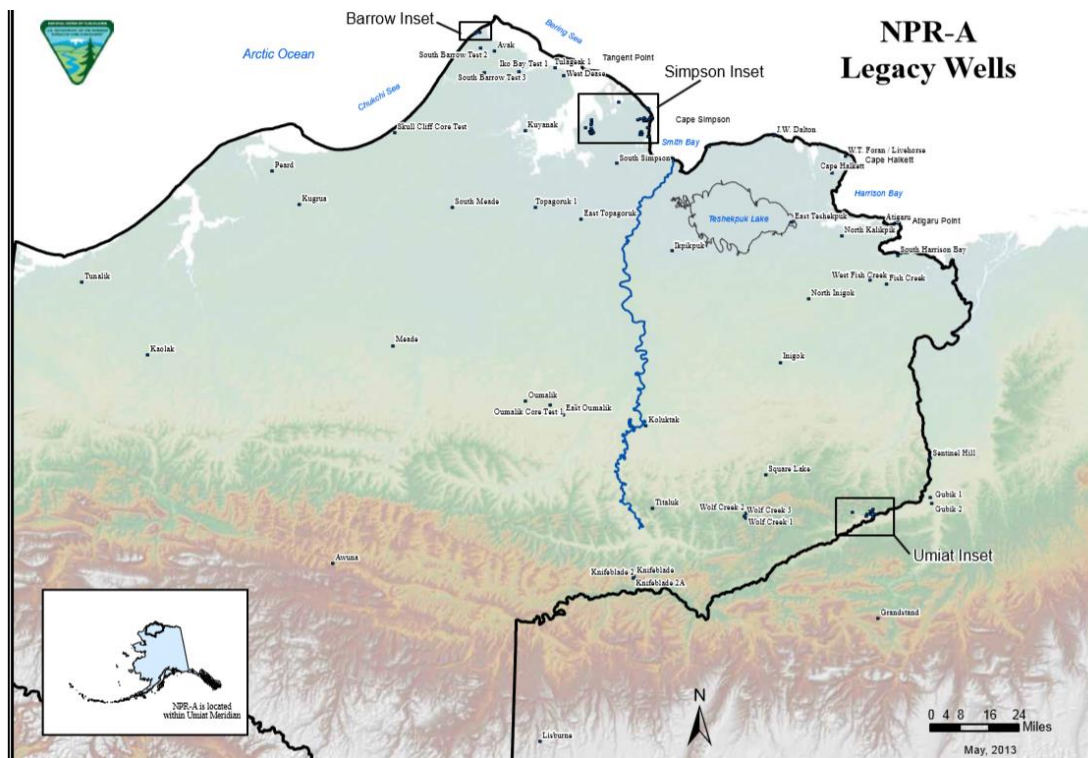 NPR-A
Legacy Wells
Barrow Inset
Bering Sea
Arctic Ocean
Avak
South Barrow Test 2
Tangent Point
Iko Bay Test 1
Tulageak 1
West Dease
South Barrow Test 3
Simpson Inset
Chukchi Sea
Skull Cliff Core Test
Kuyanak
Cape Simpson
J.W. Dalton
Smith Bay
W.T. Foran / Livehorse
Cape Halkett
Cape Halkett
South Simpson
Peard
Harrison Bay
Kugrua
South Meade
Topagoruk 1
East Topagoruk
Teshekpuk Lake
East Teshekpuk
Atigaru
Atigaru Point
North Kalikpik
Ikpikpuk
South Harrison Bay
Tunalik
West Fish Creek
Fish Creek
North Inigok
Meade
Kaolak
Inigok
Oumalik
Oumalik Core Test 1
East Oumalik
Koluktak
Sentinel Hill
Square Lake
Gubik 1
Gubik 2
Titaluk
Wolf Creek 2
Wolf Creek 3
Wolf Creek 1
Umiat Inset
Awuna
Knifeblade 2
Knifeblade
Knifeblade 2A
Grandstand
NPR-A is located
within Umiat Meridian
N
0 4 8 16 24
Miles
Lisburne
May, 2013